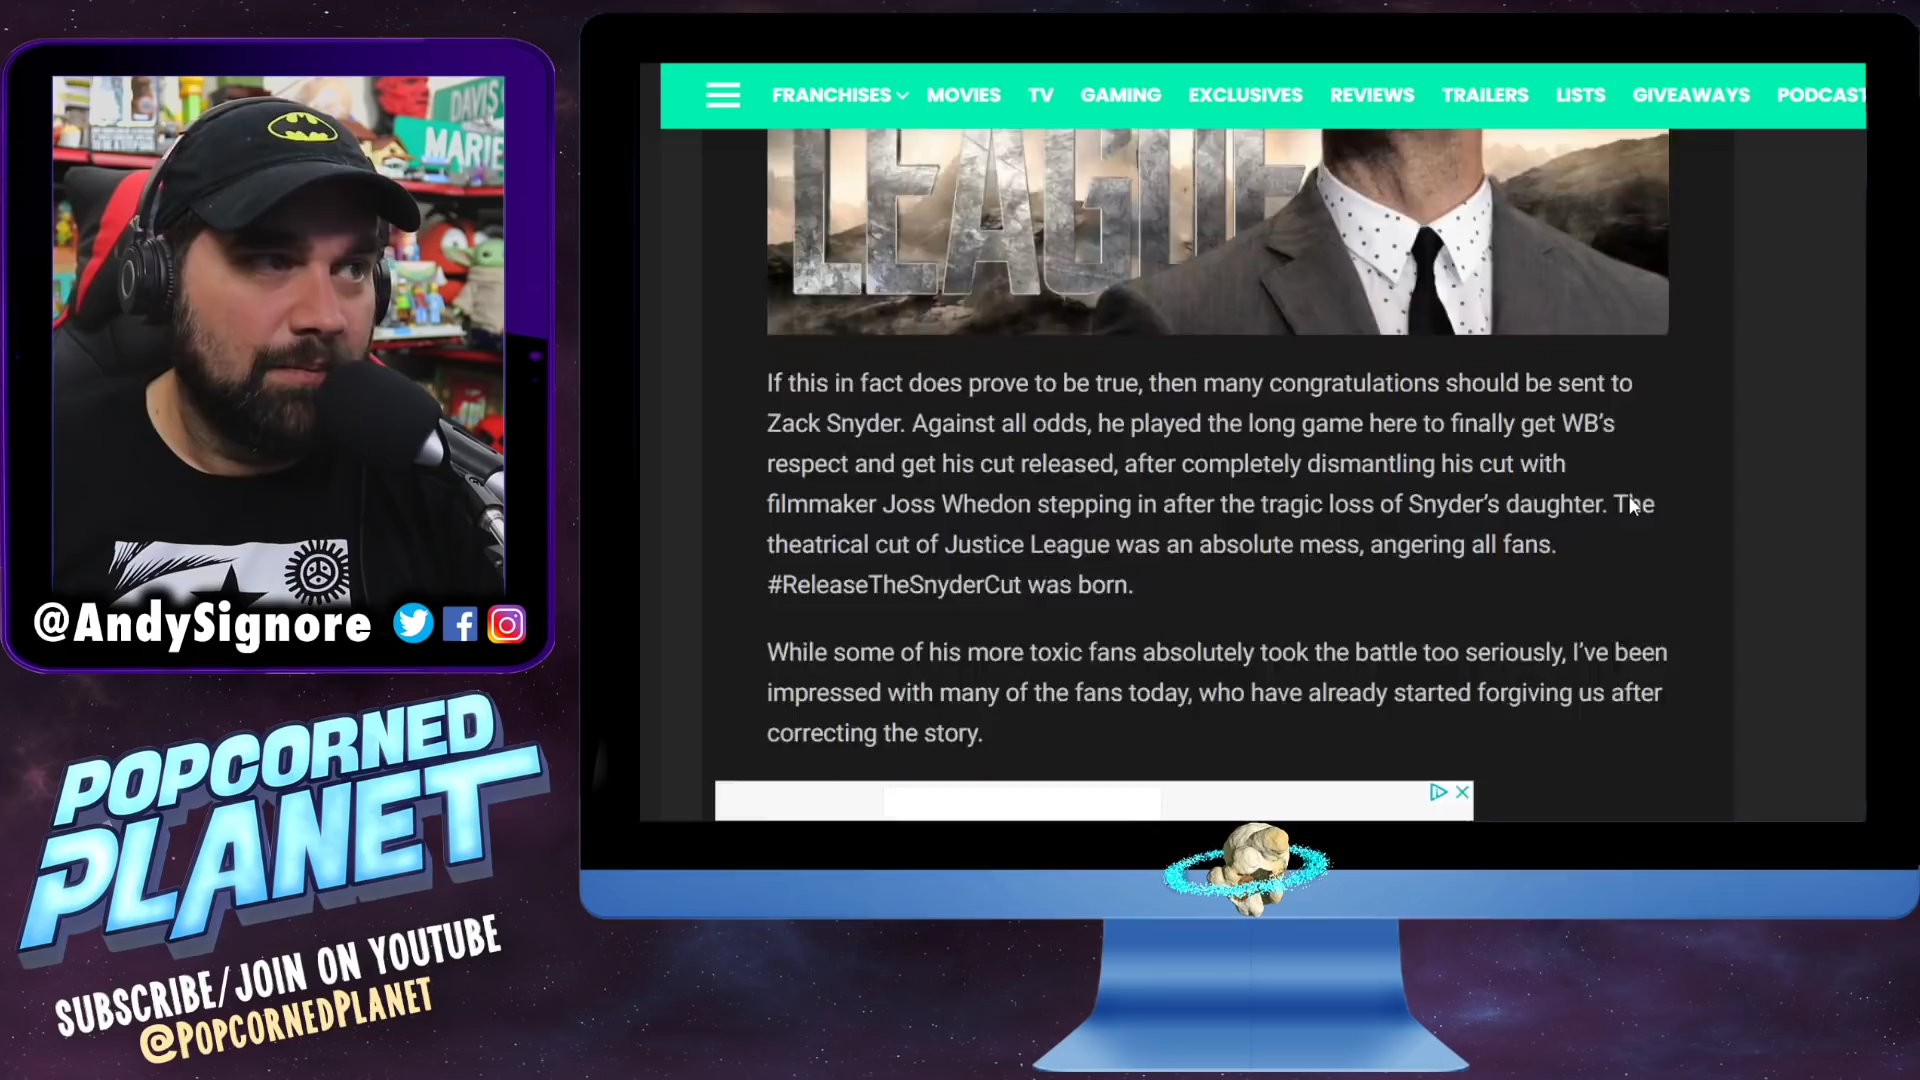 FRANCHISES MOVIES TV GAMING EXCLUSIVES REVIEWS TRAILERS LISTS GIVEAWAYS PODCAST
DAVIS
MARIE
LEAGUE
If this in fact does prove to be true, then many congratulations should be sent to
Zack Snyder. Against all odds, he played the long game here to finally get WB’s
respect and get his cut released, after completely dismantling his cut with
filmmaker Joss Whedon stepping in after the tragic loss of Snyder’s daughter. The
theatrical cut of Justice League was an absolute mess, angering all fans.
#ReleaseTheSnyderCut was born.
While some of his more toxic fans absolutely took the battle too seriously, I’ve been
impressed with many of the fans today, who have already started forgiving us after
correcting the story.
@AndySignore
POPCORNED
PLANET
SUBSCRIBE/JOIN ON YOUTUBE
@POPCORNEDPLANET